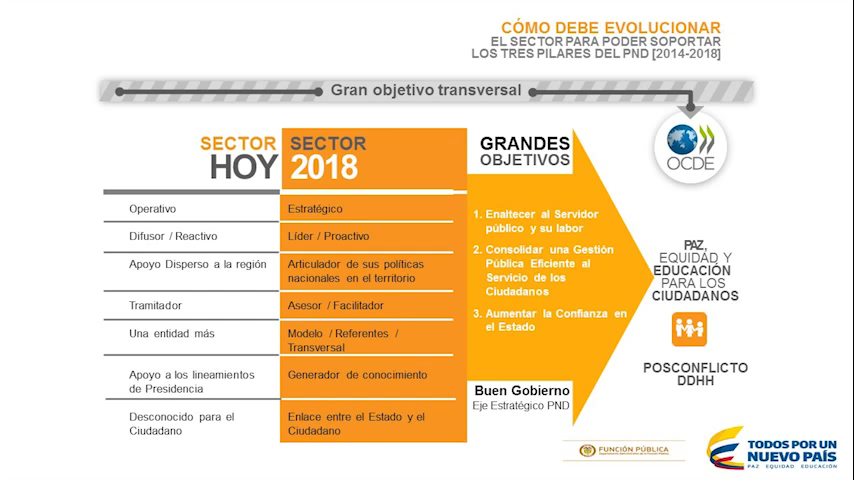 CÓMO DEBE EVOLUCIONAR
EL SECTOR PARA PODER SOPORTAR
LOS TRES PILARES DEL PND [2014-2018]
Gran objetivo transversal
OCDE
SECTOR
HOY
SECTOR
2018
GRANDES
OBJETIVOS
Operativo
Estratégico
Difusor / Reactivo
Líder / Proactivo
Apoyo Disperso a la región
Articulador de sus políticas
nacionales en el territorio
Tramitador
Asesor / Facilitador
Una entidad más
Modelo / Referentes /
Transversal
Apoyo a los lineamientos
de Presidencia
Generador de conocimiento
Desconocido para el
Ciudadano
Enlace entre el Estado y el
Ciudadano
1. Enaltecer al Servidor
público y su labor
2. Consolidar una Gestión
Pública Eficiente al
Servicio de los
Ciudadanos
3. Aumentar la Confianza en
el Estado
Buen Gobierno
Eje Estratégico PND
PAZ,
EQUIDAD Y
EDUCACIÓN
PARA LOS
CIUDADANOS
POSCONFLICTO
DDHH
FUNCIÓN PÚBLICA
Departamento Administrativo de la Función Pública
TODOS POR UN
NUEVO PAÍS
PAZ EQUIDAD EDUCACIÓN